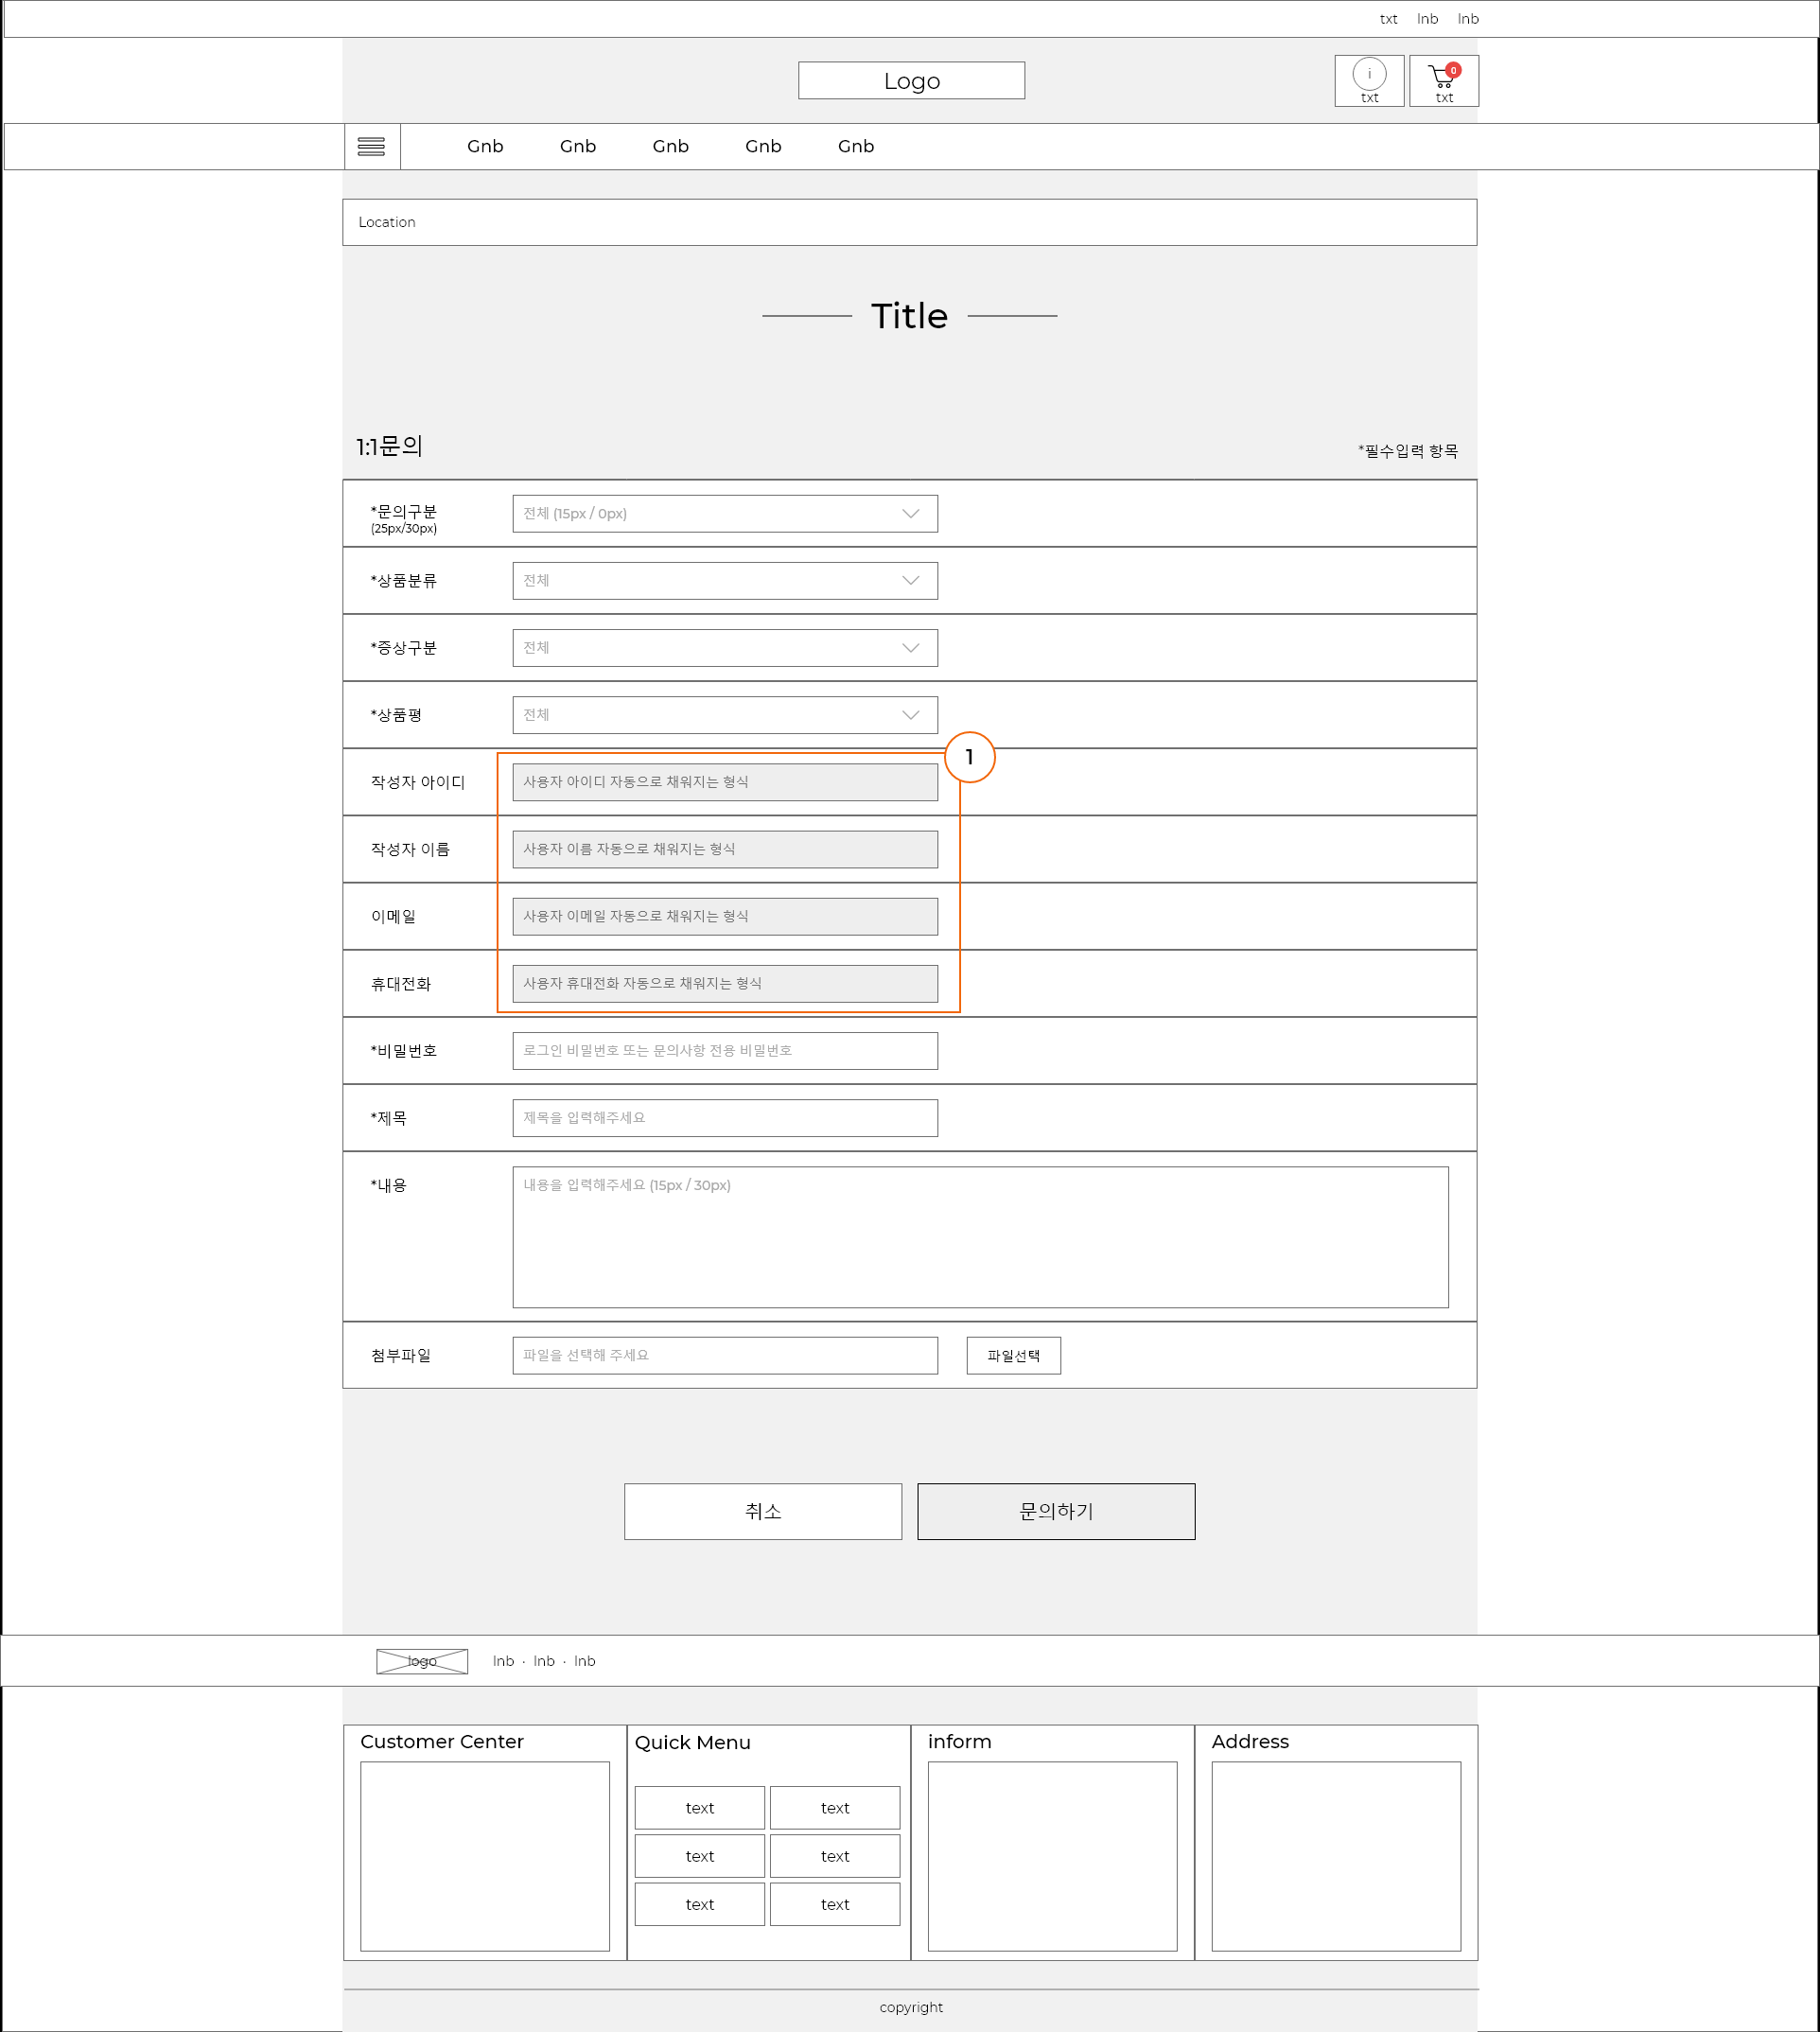 txt lnb lnb
Logo
i
txt
0
txt
Gnb Gnb Gnb Gnb Gnb
Location
Title
1:1문의
*필수입력 항목
*문의구분
(25px/30px)
전체 (15px / 0px)
*상품분류
전체
*증상구분
전체
*상품평
전체
1
작성자 아이디
사용자 아이디 자동으로 채워지는 형식
작성자 이름
사용자 이름 자동으로 채워지는 형식
이메일
사용자 이메일 자동으로 채워지는 형식
휴대전화
사용자 휴대전화 자동으로 채워지는 형식
*비밀번호
로그인 비밀번호 또는 문의사항 전용 비밀번호
*제목
제목을 입력해주세요
*내용
내용을 입력해주세요 (15px / 30px)
첨부파일
파일을 선택해 주세요
파일선택
취소
문의하기
logo
lnb · lnb · lnb
Customer Center
Quick Menu
text text
text text
text text
inform
Address
copyright